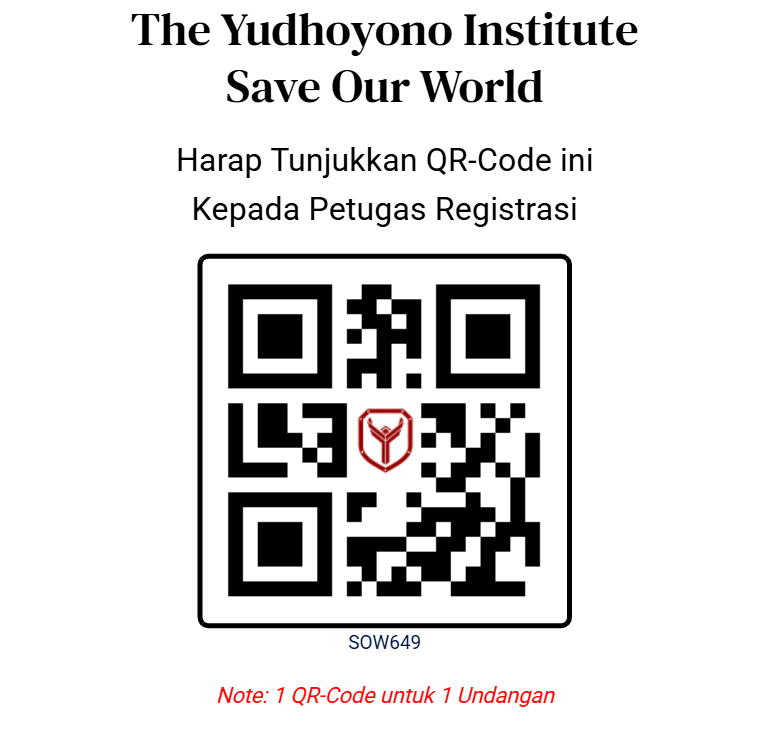 The Yudhoyono Institute
Save Our World
Harap Tunjukkan QR-Code ini
Kepada Petugas Registrasi
SOW649
Note: 1 QR-Code untuk 1 Undangan